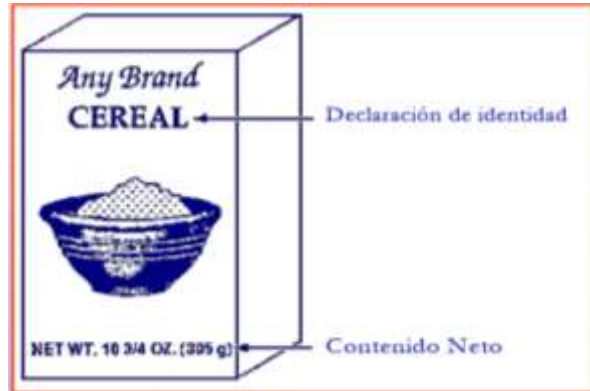 Any Brand
CEREAL
Declaración de identidad
NET WT. 10 3/4 OZ. (305 g)
Contenido Neto